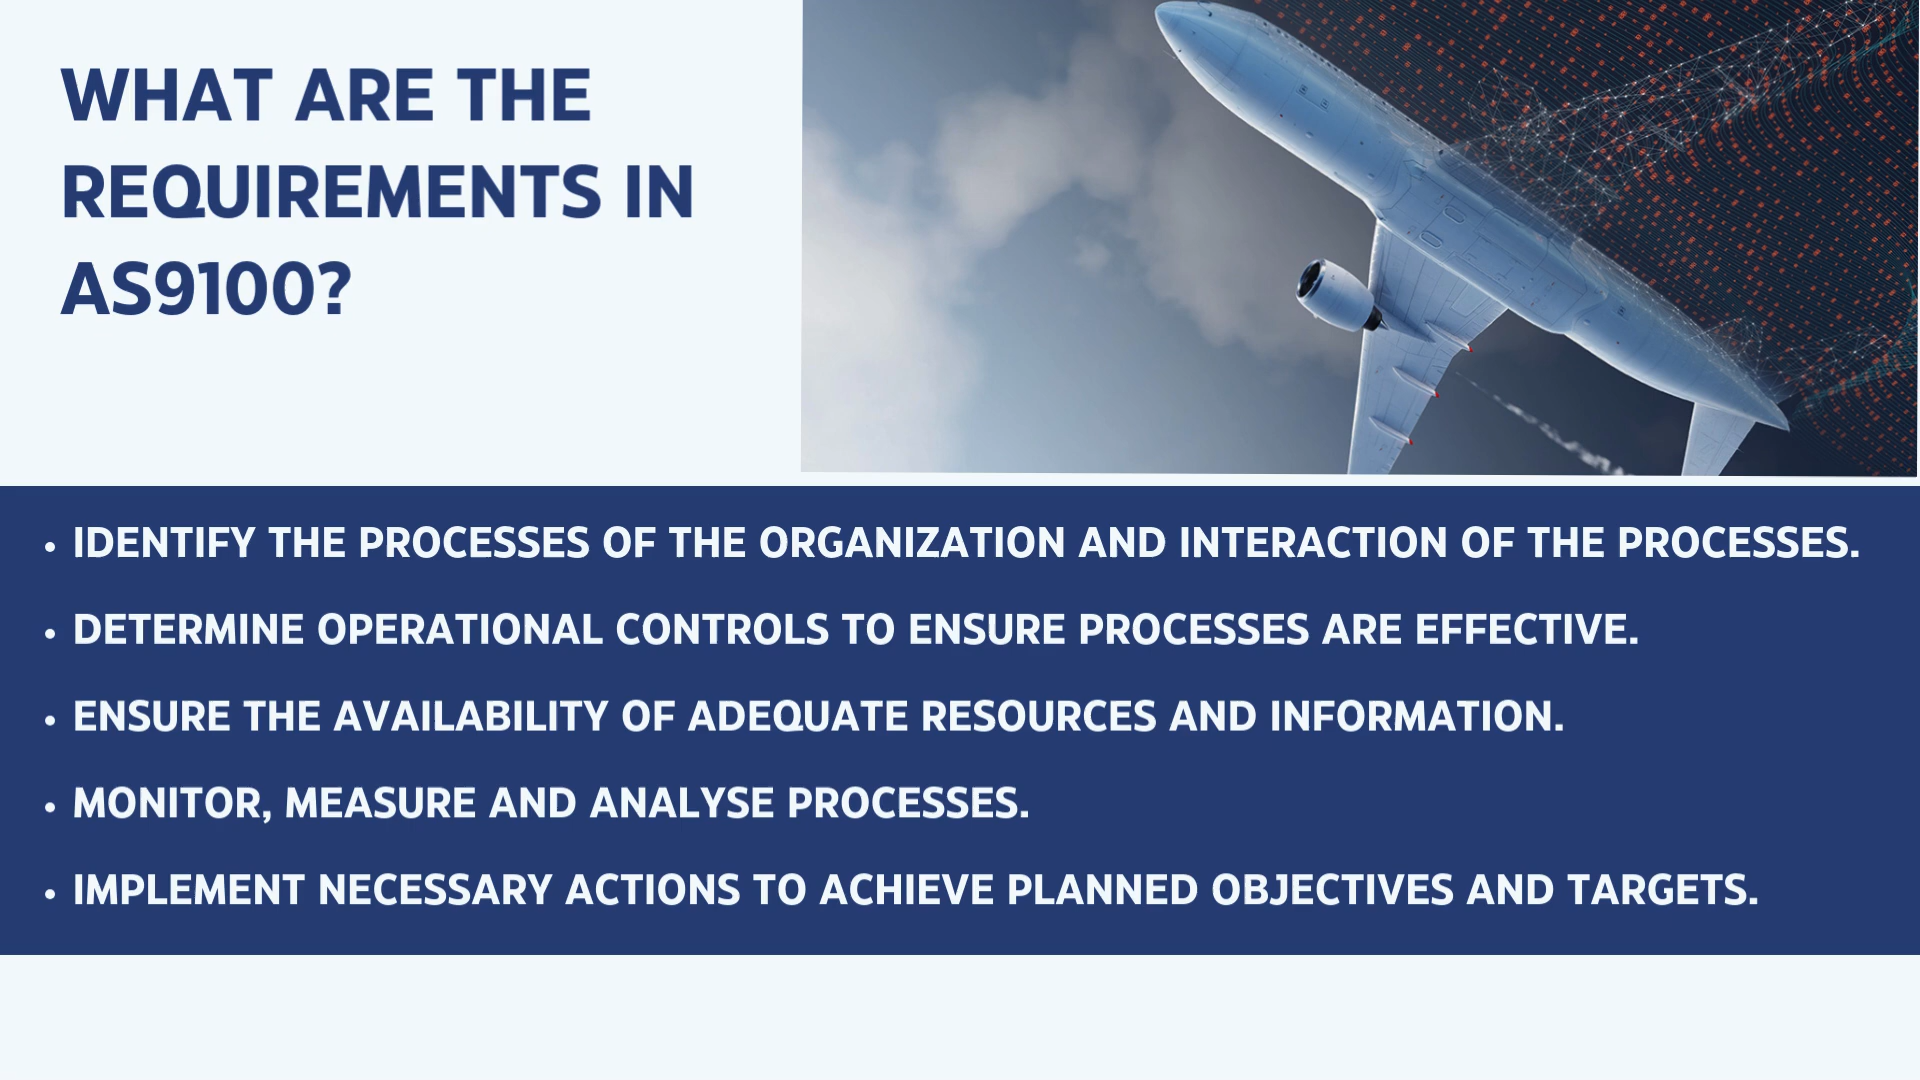 WHAT ARE THE
REQUIREMENTS IN
AS9100?
• IDENTIFY THE PROCESSES OF THE ORGANIZATION AND INTERACTION OF THE PROCESSES.
• DETERMINE OPERATIONAL CONTROLS TO ENSURE PROCESSES ARE EFFECTIVE.
• ENSURE THE AVAILABILITY OF ADEQUATE RESOURCES AND INFORMATION.
• MONITOR, MEASURE AND ANALYSE PROCESSES.
• IMPLEMENT NECESSARY ACTIONS TO ACHIEVE PLANNED OBJECTIVES AND TARGETS.